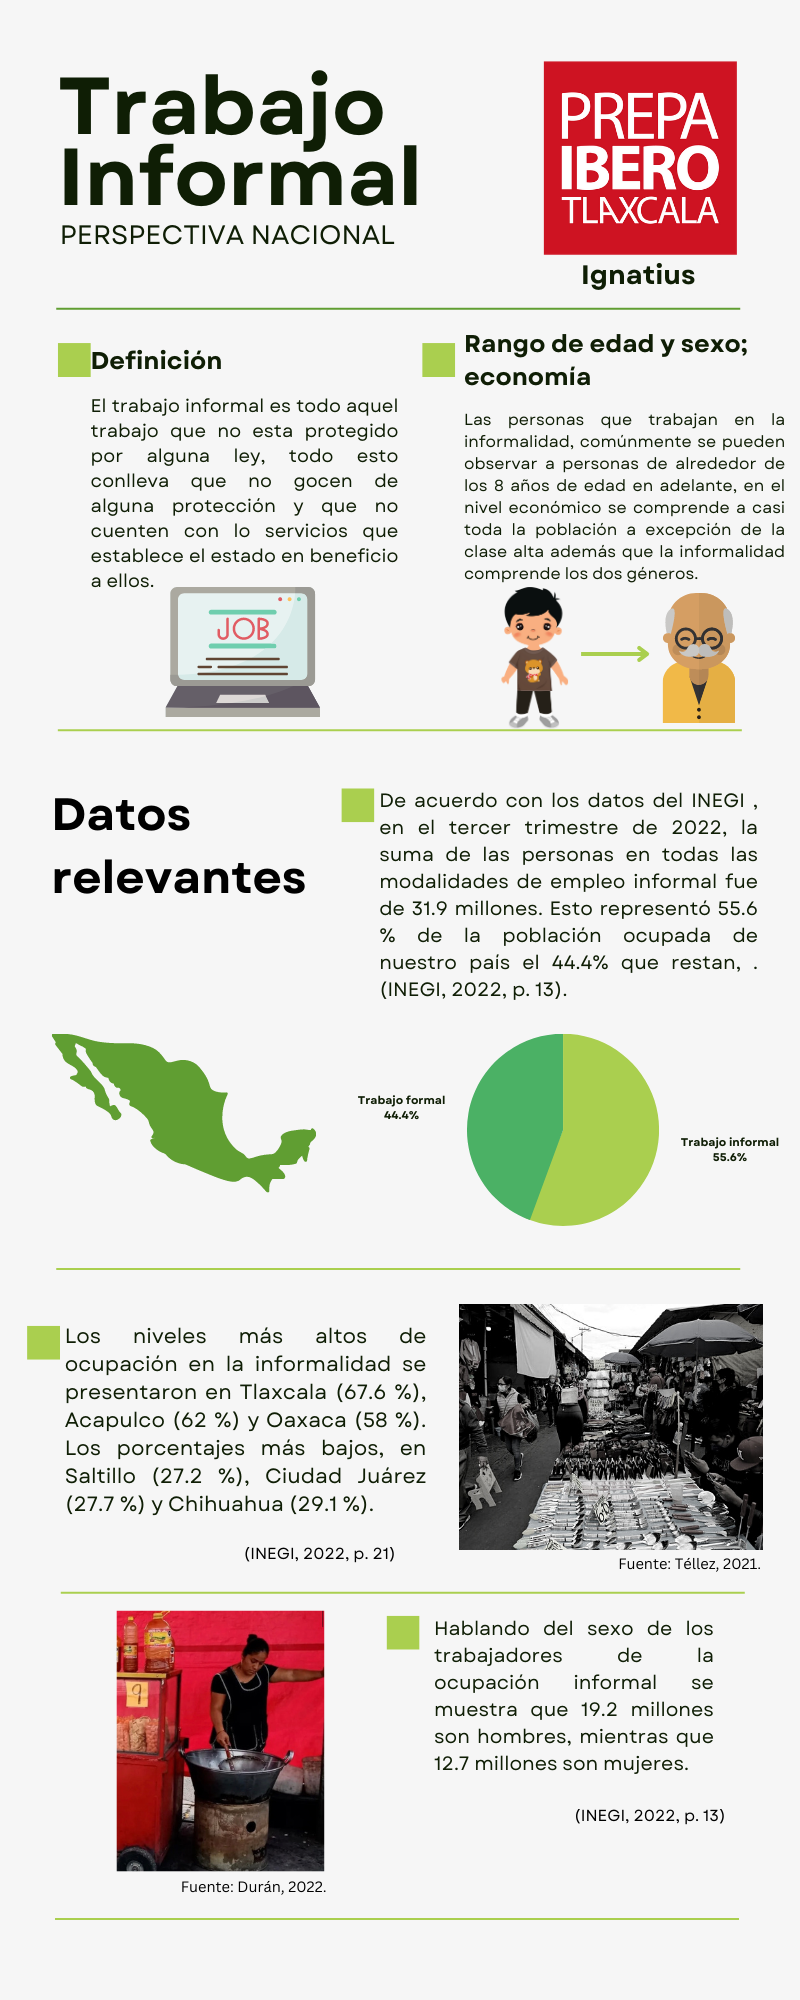 Trabajo
Informal
PERSPECTIVA NACIONAL
PREPA
IBERO
TLAXCALA
Ignatius
Definición
El trabajo informal es todo aquel
trabajo que no esta protegido
por alguna ley, todo esto
conlleva que no gocen de
alguna protección y que no
cuenten con lo servicios que
establece el estado en beneficio
a ellos.
JOB
Rango de edad y sexo;
economía
Las personas que trabajan en la
informalidad, comúnmente se pueden
observar a personas de alrededor de
los 8 años de edad en adelante, en el
nivel económico se comprende a casi
toda la población a excepción de la
clase alta además que la informalidad
comprende los dos géneros.
Datos
relevantes
De acuerdo con los datos del INEGI ,
en el tercer trimestre de 2022, la
suma de las personas en todas las
modalidades de empleo informal fue
de 31.9 millones. Esto representó 55.6
% de la población ocupada de
nuestro país el 44.4% que restan, .
(INEGI, 2022, p. 13).
Trabajo formal
44.4%
Trabajo informal
55.6%
Los niveles más altos de
ocupación en la informalidad se
presentaron en Tlaxcala (67.6 %),
Acapulco (62 %) y Oaxaca (58 %).
Los porcentajes más bajos, en
Saltillo (27.2 %), Ciudad Juárez
(27.7 %) y Chihuahua (29.1 %).
(INEGI, 2022, p. 21)
Fuente: Téllez, 2021.
9
Fuente: Durán, 2022.
Hablando del sexo de los
trabajadores de la
ocupación informal se
muestra que 19.2 millones
son hombres, mientras que
12.7 millones son mujeres.
(INEGI, 2022, p. 13)